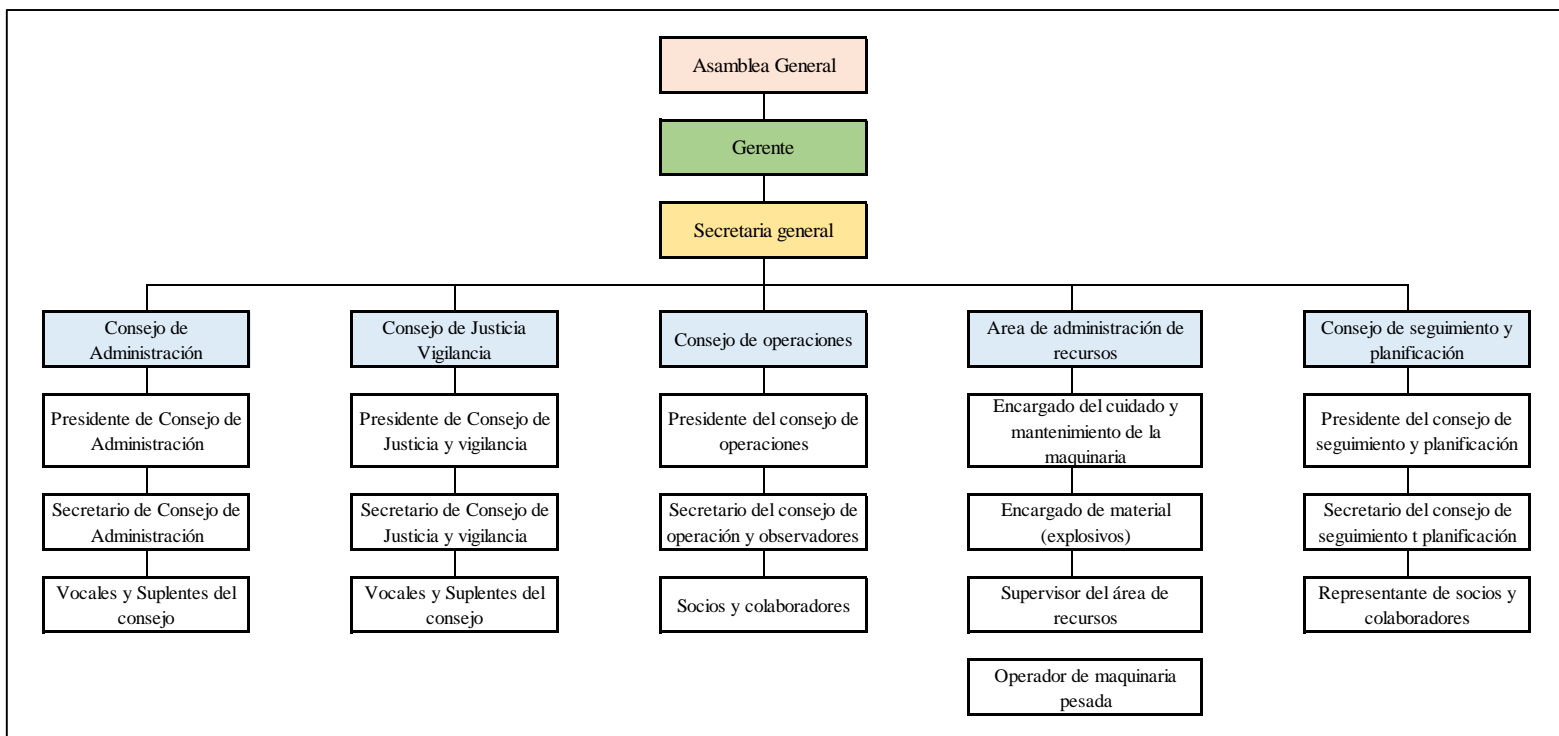 Asamblea General
Gerente
Secretaria general
Consejo de
Administración
Consejo de Justicia
Vigilancia
Consejo de operaciones
Area de administración de
recursos
Consejo de seguimiento y
planificación
Presidente de Consejo de
Administración
Presidente de Consejo de
Justicia y vigilancia
Presidente del consejo de
operaciones
Encargado del cuidado y
mantenimiento de la
maquinaria
Presidente del consejo de
seguimiento y planificación
Secretario de Consejo de
Administración
Secretario de Consejo de
Justicia y vigilancia
Secretario del consejo de
operación y observadores
Encargado de material
(explosivos)
Secretario del consejo de
seguimiento t planificación
Vocales y Suplentes del
consejo
Vocales y Suplentes del
consejo
Socios y colaboradores
Supervisor del área de
recursos
Representante de socios y
colaboradores
Operador de maquinaria
pesada